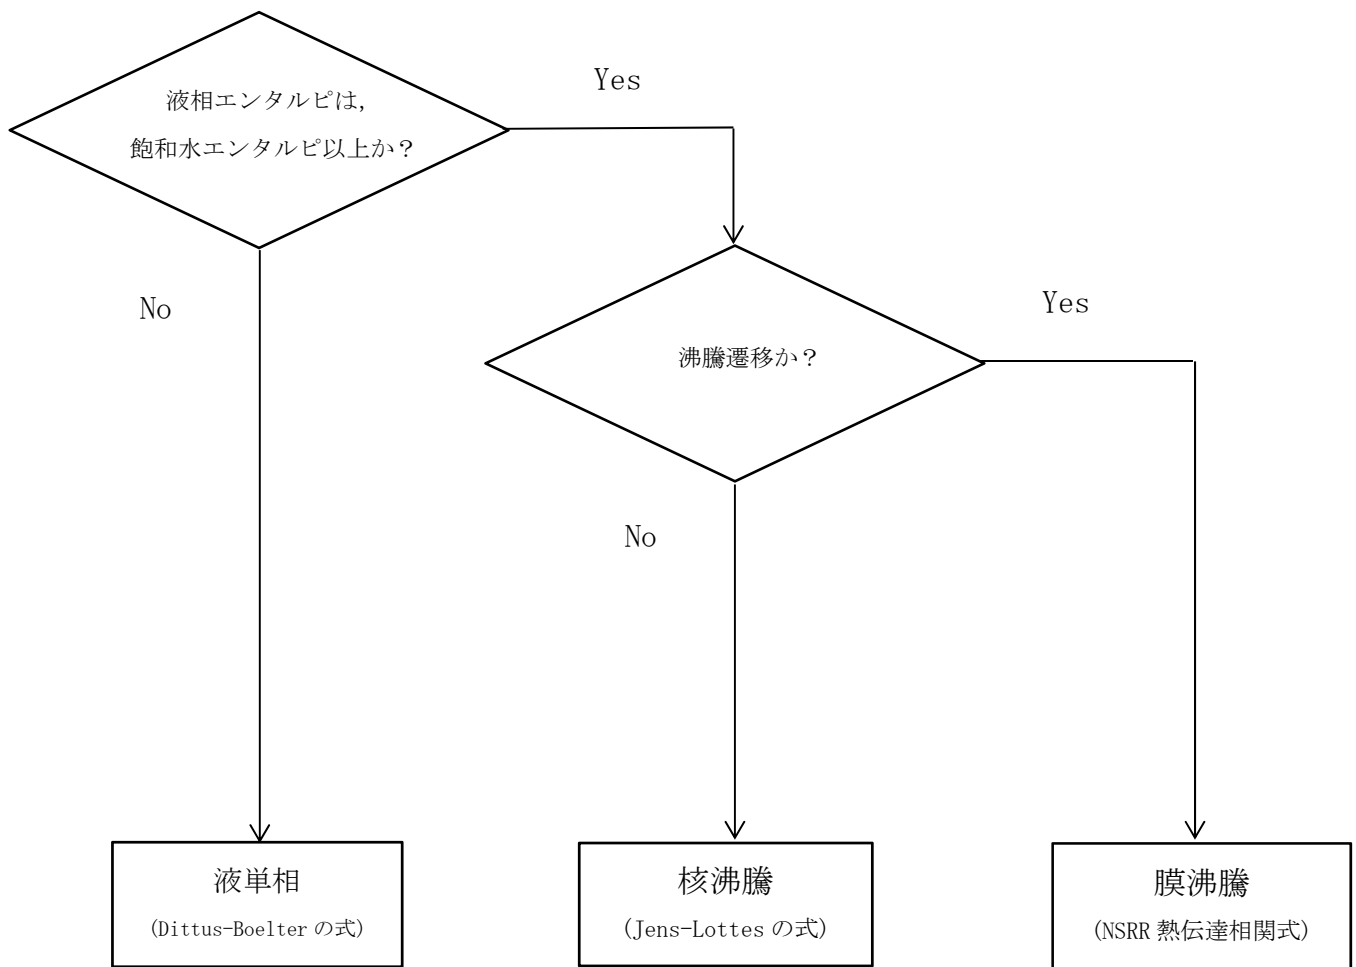 液相エンタルピは,
飽和水エンタルピ以上か？
Yes
No
沸騰遷移か？
Yes
No
液単相
(Dittus-Boelter の式)
核沸騰
(Jens-Lottes の式)
膜沸騰
(NSRR 熱伝達相関式)